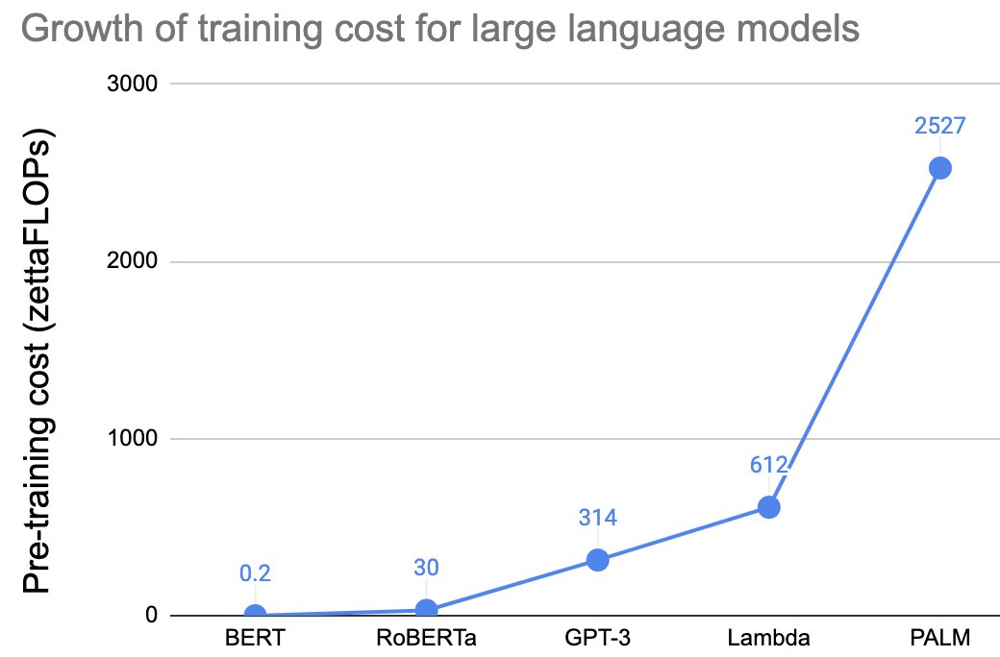 Growth of training cost for large language models
Pre-training cost (zettaFLOPs)
3000
2000
1000
0
0.2
30
314
612
2527
BERT
RoBERTa
GPT-3
Lambda
PALM